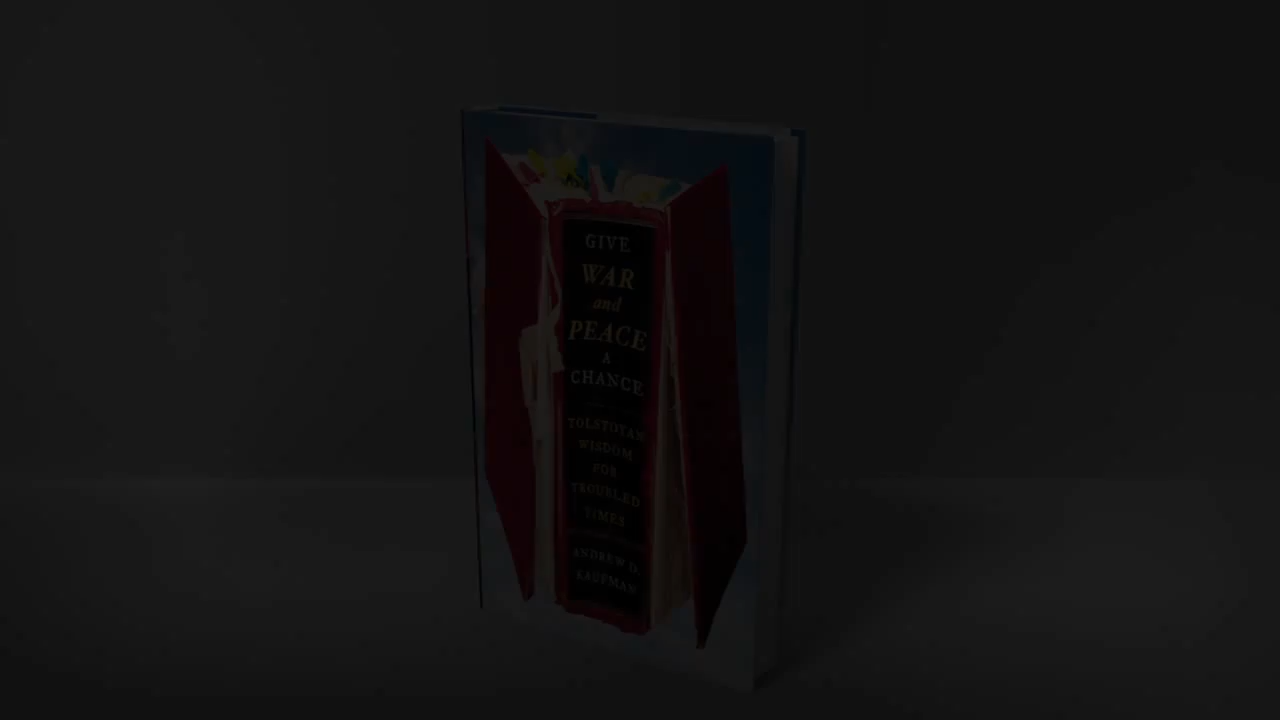 GIVE
WAR
and
PEACE
A
CHANCE
TOLSTOYAN
WISDOM
FOR
TROUBLED
TIMES
ANDREW D.
KAUFMAN